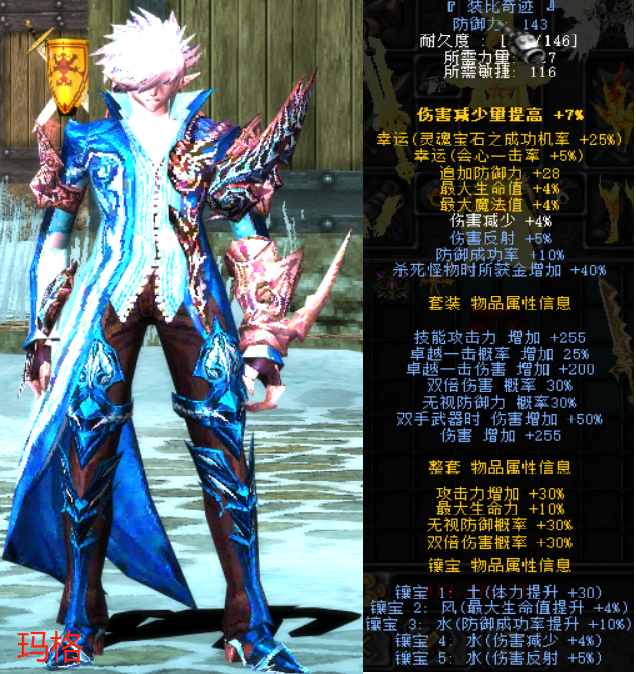 『 装比奇迹 』
防御力: 143
耐久度 : [ /146]
所需力量: 7
所需敏捷: 116
伤害减少量提高 +7%
幸运(灵魂宝石之成功机率 +25%)
幸运(会心一击率 +5%)
追加防御力 +28
最大生命值 +4%
最大魔法值 +4%
伤害减少 +4%
伤害反射 +5%
防御成功率 +10%
杀死怪物时所获金增加 +40%
套装 物品属性信息
技能攻击力 增加 +255
卓越一击概率 增加 25%
卓越一击伤害 增加 +200
双倍伤害 概率 30%
无视防御力 概率30%
双手武器时 伤害增加 +50%
伤害 增加 +255
整套 物品属性信息
攻击力增加 +30%
最大生命力 +10%
无视防御概率 +30%
双倍伤害概率 +30%
镶宝 物品属性信息
镶宝 1: 土(体力提升 +30)
镶宝 2: 风(最大生命值提升 +4%)
镶宝 3: 水(防御成功率提升 +10%)
镶宝 4: 水(伤害减少 +4%)
镶宝 5: 水(伤害反射 +5%)
玛格